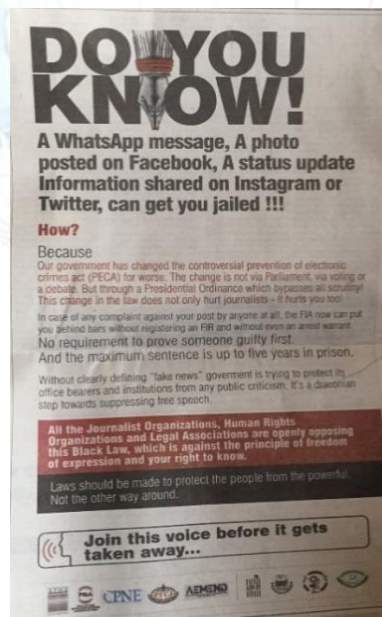 DO YOU
KNOW!
A WhatsApp message, A photo
posted on Facebook, A status update
Information shared on Instagram or
Twitter, can get you jailed !!!
How?
Because
Our government has changed the controversial prevention of electronic
crimes act (PECA) for worse. The change is not via Parliament, via voting or
a debate. But through a Presidential Ordinance which bypasses all scrutiny!
This change in the law does not only hurt journalists - it hurts you too!
In case of any complaint against your post by anyone at all, the FIA now can put
you behind bars without registering an FIR and without even an arrest warrant.
No requirement to prove someone guilty first.
And the maximum sentence is up to five years in prison.
Without clearly defining "fake news" goverment is trying to protect its
office bearers and institutions from any public criticism. It's a draconian
step towards suppressing free speech.
All the Journalist Organizations, Human Rights
Organizations and Legal Associations are openly opposing
this Black Law, which is against the principle of freedom
of expression and your right to know.
Laws should be made to protect the people from the powerful.
Not the other way around.
Join this voice before it gets
taken away...
CPNE
AEMEND